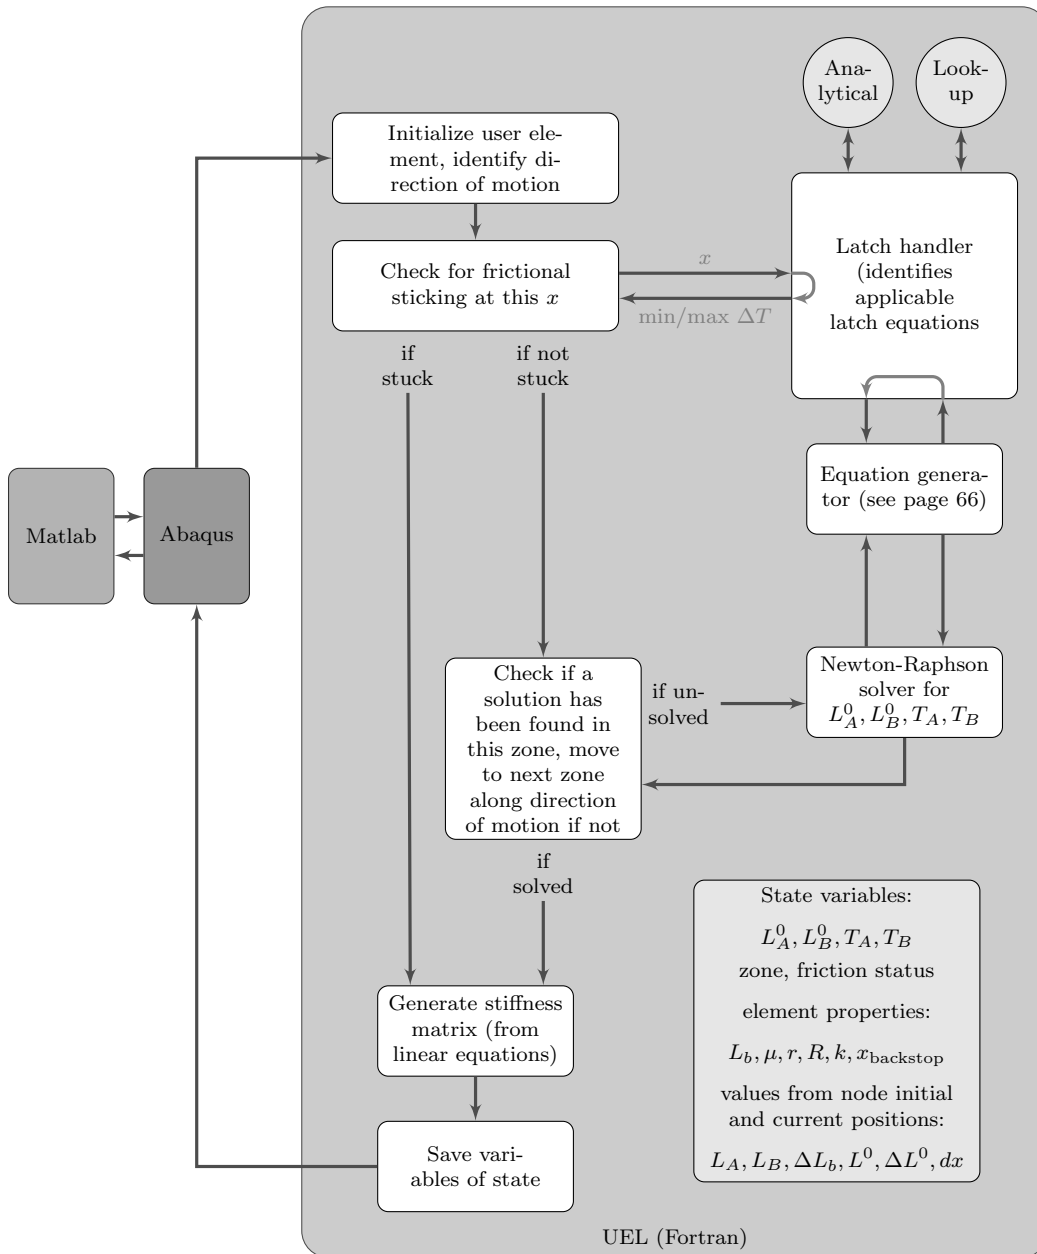 Ana-
lytical
Look-
up
Initialize user ele-
ment, identify di-
rection of motion
Latch handler
(identifies
applicable
latch equations
Check for frictional
sticking at this x
x
min/max ΔT
if
stuck
if not
stuck
Equation genera-
tor (see page 66)
Matlab
Abaqus
Check if a
solution has
been found in
this zone, move
to next zone
along direction
of motion if not
if un-
solved
Newton-Raphson
solver for
L_A^0, L_B^0, T_A, T_B
if
solved
State variables:
L_A^0, L_B^0, T_A, T_B
zone, friction status
element properties:
L_b, μ, r, R, k, x_backstop
values from node initial
and current positions:
L_A, L_B, ΔL_b, L^0, ΔL^0, dx
Generate stiffness
matrix (from
linear equations)
Save vari-
ables of state
UEL (Fortran)